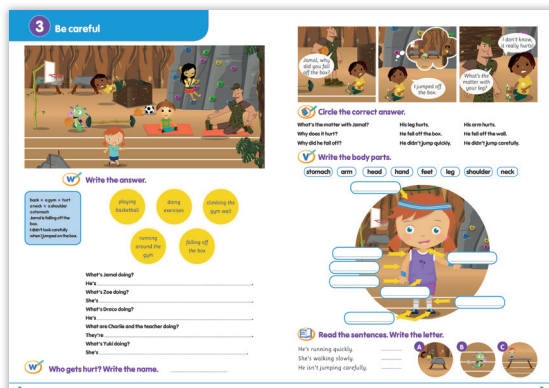 3 Be careful
Write the answer.
back • a gym • hurt
a neck • a shoulder
a stomach
Jamal's falling off the
box.
I didn't look carefully
when I jumped on the box.
playing
basketball
doing
exercises
climbing the
gym wall
running
around the
gym
falling off
the box
What's Jamal doing?
He's
What's Zoe doing?
She's
What's Draco doing?
He's
What are Charlie and the teacher doing?
They're
What's Yuki doing?
She's
Who gets hurt? Write the name.
Jamal, why
did you fall
off the box?
I jumped off
the box.
I don't know,
it really hurts!
What's the
matter with
your leg?
Circle the correct answer.
What's the matter with Jamal? His leg hurts. His arm hurts.
Why does it hurt? He fell off the box. He fell off the wall.
Why did he fall off? He didn't jump quickly. He didn't jump carefully.
Write the body parts.
stomach arm head hand feet leg shoulder neck
Read the sentences. Write the letter.
A B C
He's running quickly.
She's walking slowly.
He isn't jumping carefully.